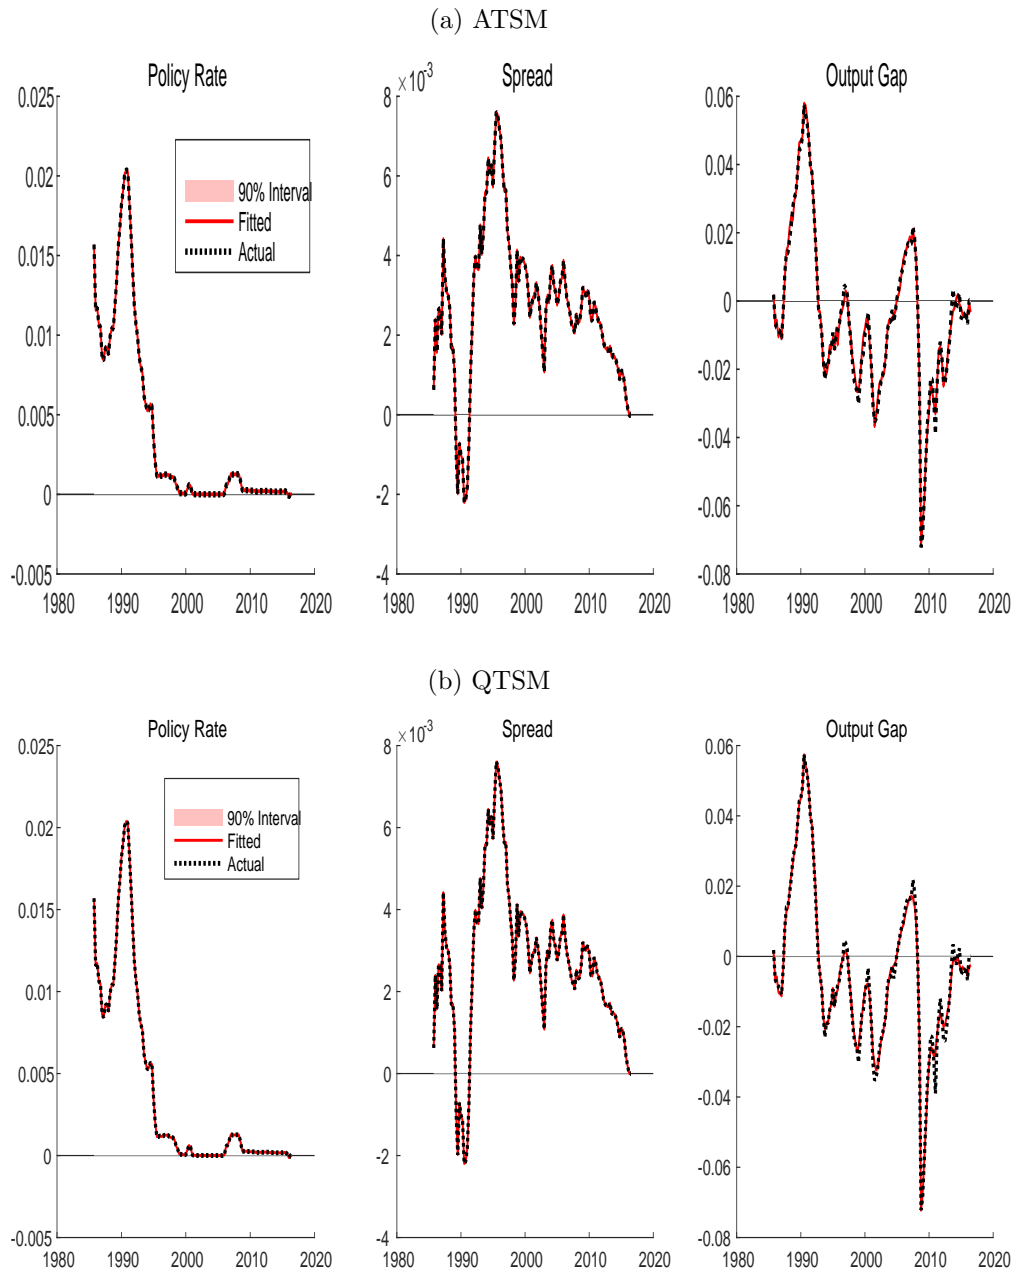 (a) ATSM
Policy Rate
0.025
0.02
0.015
0.01
0.005
0
-0.005
1980 1990 2000 2010 2020
90% Interval
Fitted
Actual
Spread
×10-3
8
6
4
2
0
-2
-4
1980 1990 2000 2010 2020
Output Gap
0.06
0.04
0.02
0
-0.02
-0.04
-0.06
-0.08
1980 1990 2000 2010 2020
(b) QTSM
Policy Rate
0.025
0.02
0.015
0.01
0.005
0
-0.005
1980 1990 2000 2010 2020
90% Interval
Fitted
Actual
Spread
×10-3
8
6
4
2
0
-2
-4
1980 1990 2000 2010 2020
Output Gap
0.06
0.04
0.02
0
-0.02
-0.04
-0.06
-0.08
1980 1990 2000 2010 2020